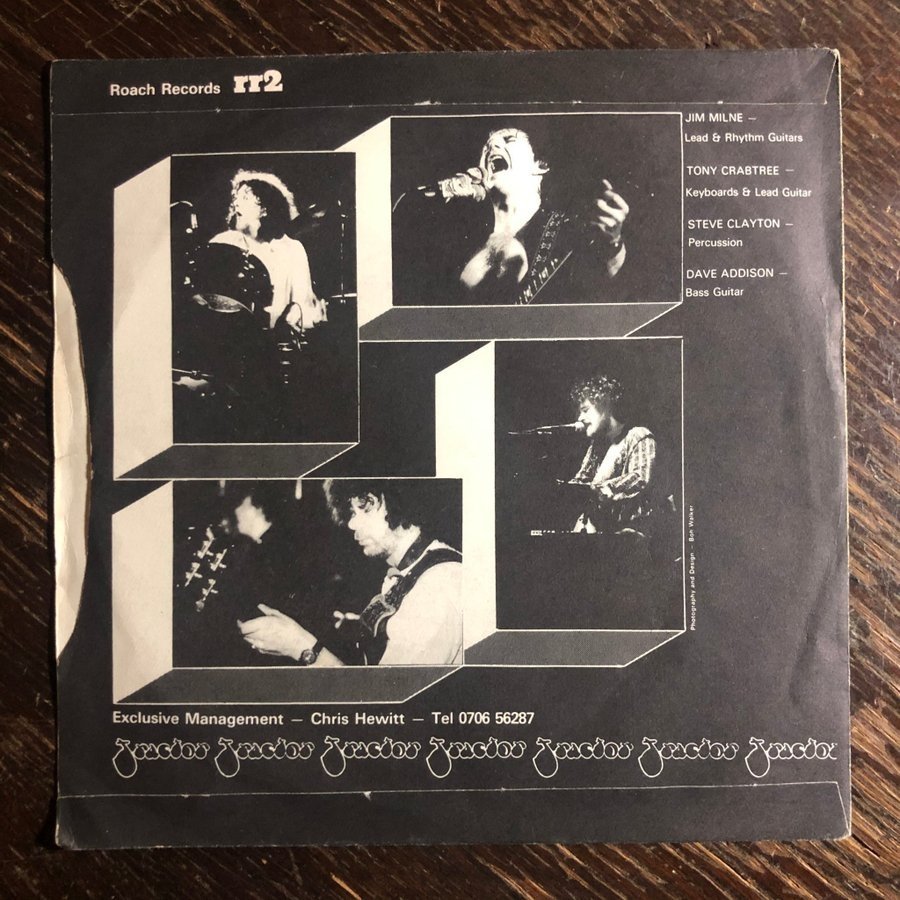 Roach Records rr2
JIM MILNE —
Lead & Rhythm Guitars
TONY CRABTREE —
Keyboards & Lead Guitar
STEVE CLAYTON —
Percussion
DAVE ADDISON —
Bass Guitar
Photography and Design - Bob Walker
Exclusive Management — Chris Hewitt — Tel 0706 56287
Tractor Tractor Tractor Tractor Tractor Tractor Tractor